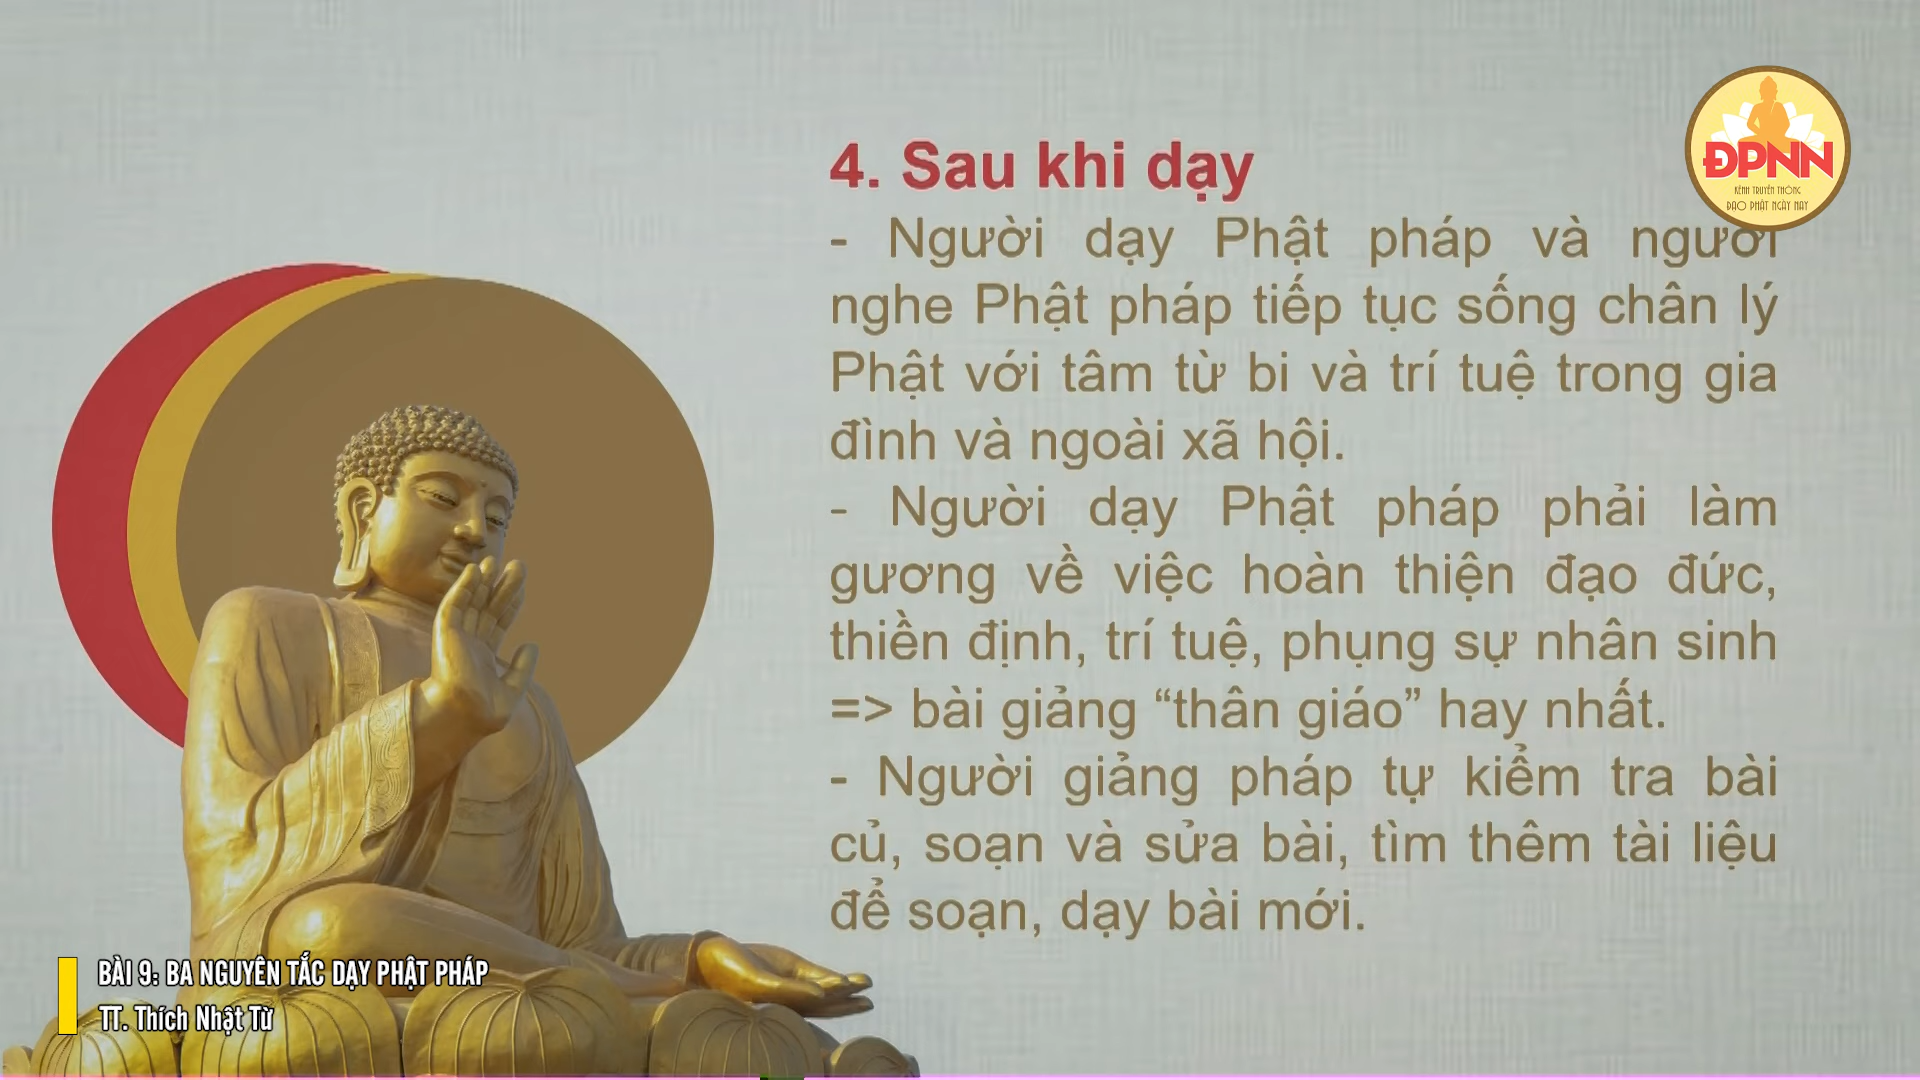 ĐPNN
KÊNH TRUYỀN THÔNG
ĐẠO PHẬT NGÀY NAY
4. Sau khi dạy
- Người dạy Phật pháp và người
nghe Phật pháp tiếp tục sống chân lý
Phật với tâm từ bi và trí tuệ trong gia
đình và ngoài xã hội.
- Người dạy Phật pháp phải làm
gương về việc hoàn thiện đạo đức,
thiền định, trí tuệ, phụng sự nhân sinh
=> bài giảng “thân giáo” hay nhất.
- Người giảng pháp tự kiểm tra bài
củ, soạn và sửa bài, tìm thêm tài liệu
để soạn, dạy bài mới.
BÀI 9: BA NGUYÊN TẮC DẠY PHẬT PHÁP
TT. Thích Nhật Từ